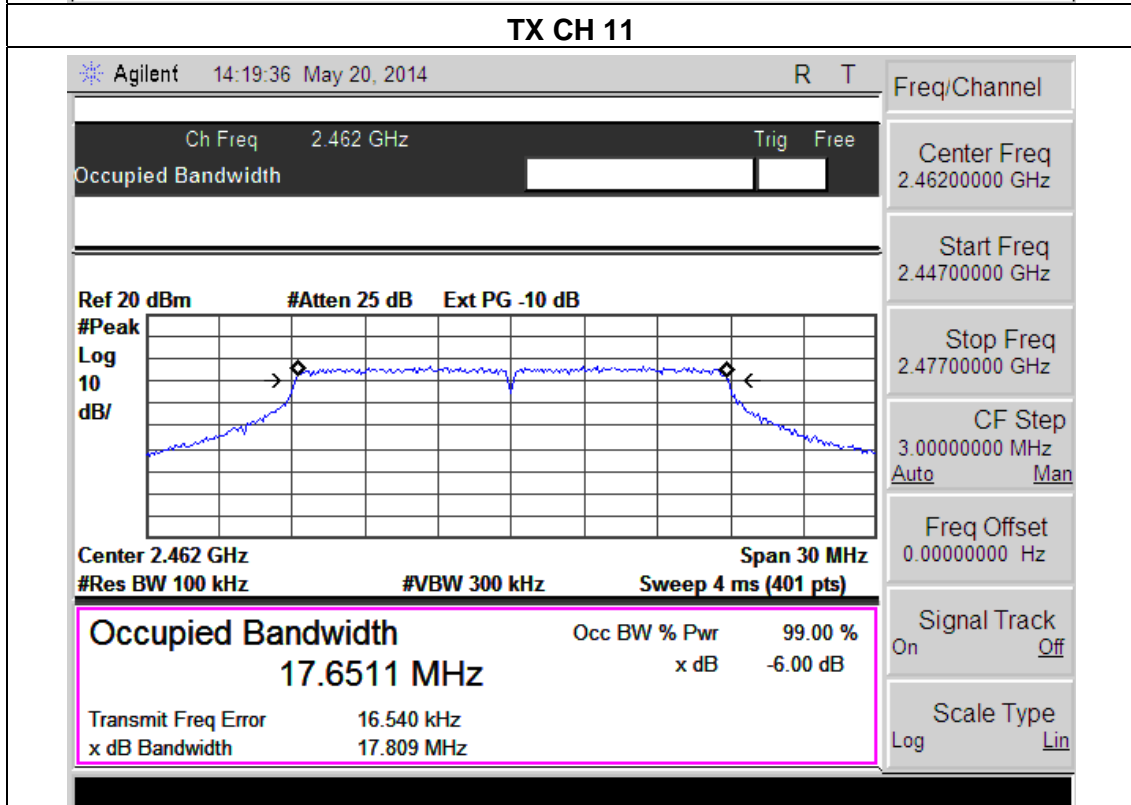 TX CH 11
Agilent 14:19:36 May 20, 2014 R T
Ch Freq 2.462 GHz Trig Free
Occupied Bandwidth
Ref 20 dBm #Atten 25 dB Ext PG -10 dB
#Peak
Log
10
dB/
Center 2.462 GHz Span 30 MHz
#Res BW 100 kHz #VBW 300 kHz Sweep 4 ms (401 pts)
Occupied Bandwidth Occ BW % Pwr 99.00 %
17.6511 MHz x dB -6.00 dB
Transmit Freq Error 16.540 kHz
x dB Bandwidth 17.809 MHz
Freq/Channel
Center Freq
2.46200000 GHz
Start Freq
2.44700000 GHz
Stop Freq
2.47700000 GHz
CF Step
3.00000000 MHz
Auto Man
Freq Offset
0.00000000 Hz
Signal Track
On Off
Scale Type
Log Lin